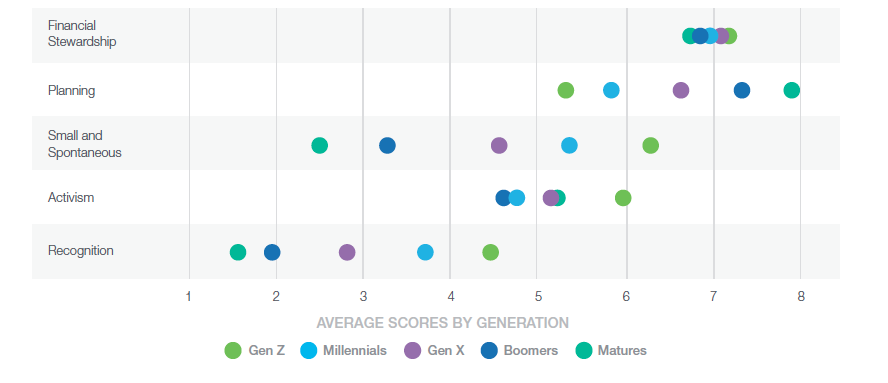 Financial
Stewardship
Planning
Small and
Spontaneous
Activism
Recognition
1 2 3 4 5 6 7 8
AVERAGE SCORES BY GENERATION
Gen Z Millennials Gen X Boomers Matures